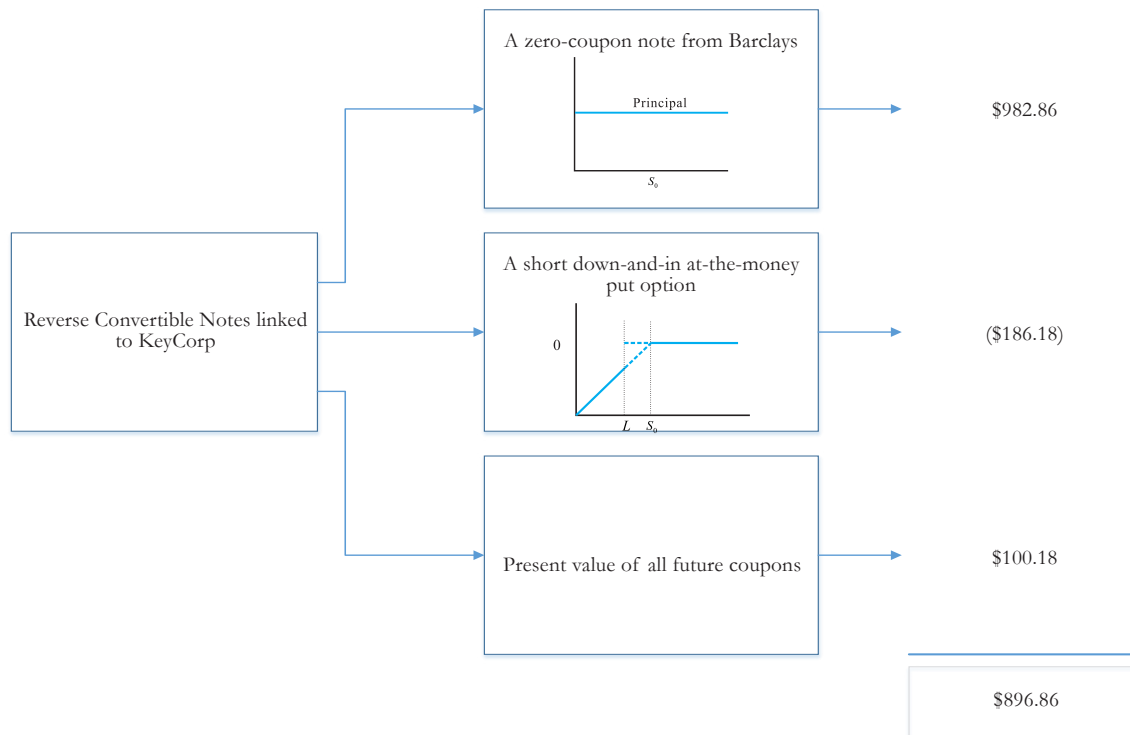 A zero-coupon note from Barclays
Principal
S₀
$982.86
Reverse Convertible Notes linked
to KeyCorp
A short down-and-in at-the-money
put option
0
L S₀
($186.18)
Present value of all future coupons
$100.18
$896.86